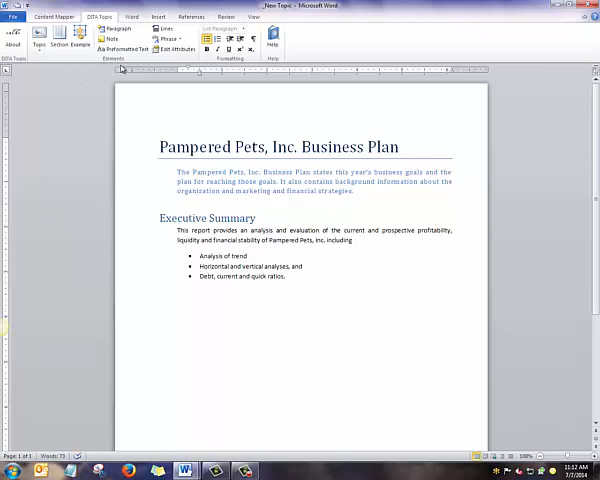 _New Topic - Microsoft Word
File Content Mapper DITA Topic Word Insert References Review View
Paragraph Lines List Paragraph
Note Phrase
About Topic Section Example Preformatted Text Edit Attributes B U x² x₂ Help
DITA Topic Elements Formatting Help
Pampered Pets, Inc. Business Plan
The Pampered Pets, Inc. Business Plan states this year's business goals and the
plan for reaching those goals. It also contains background information about the
organization and marketing and financial strategies.
Executive Summary
This report provides an analysis and evaluation of the current and prospective profitability,
liquidity and financial stability of Pampered Pets, Inc. including
• Analysis of trend
• Horizontal and vertical analyses, and
• Debt, current and quick ratios.
Page: 1 of 1 Words: 73 100%
11:12 AM
7/7/2014